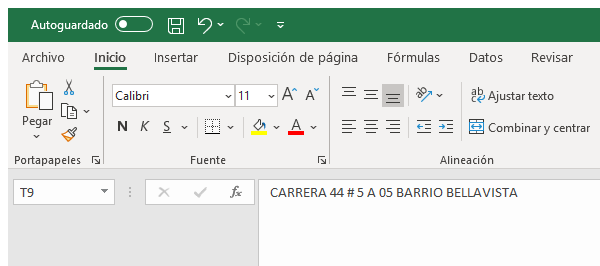 Autoguardado
Archivo Inicio Insertar Disposición de página Fórmulas Datos Revisar
Calibri 11 A A ab Ajustar texto
Pegar N K S A Combinar y centrar
Portapapeles Fuente Alineación
T9 fx CARRERA 44 # 5 A 05 BARRIO BELLAVISTA